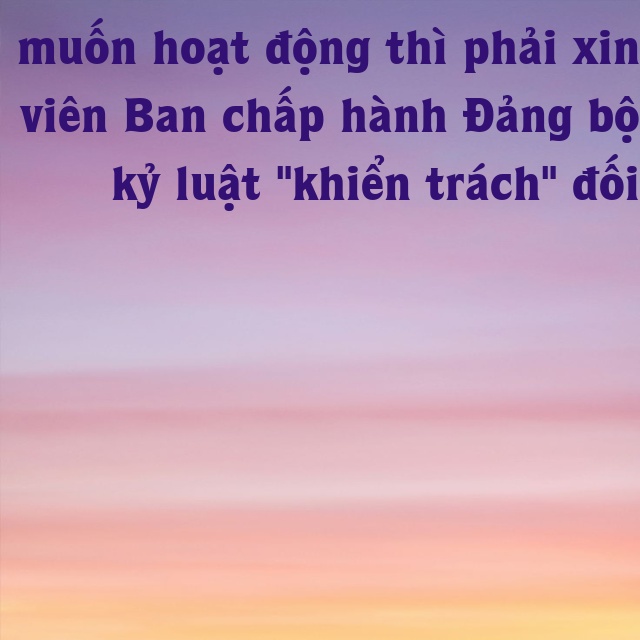 muốn hoạt động thì phải xin
viên Ban chấp hành Đảng bộ
kỷ luật "khiển trách" đối